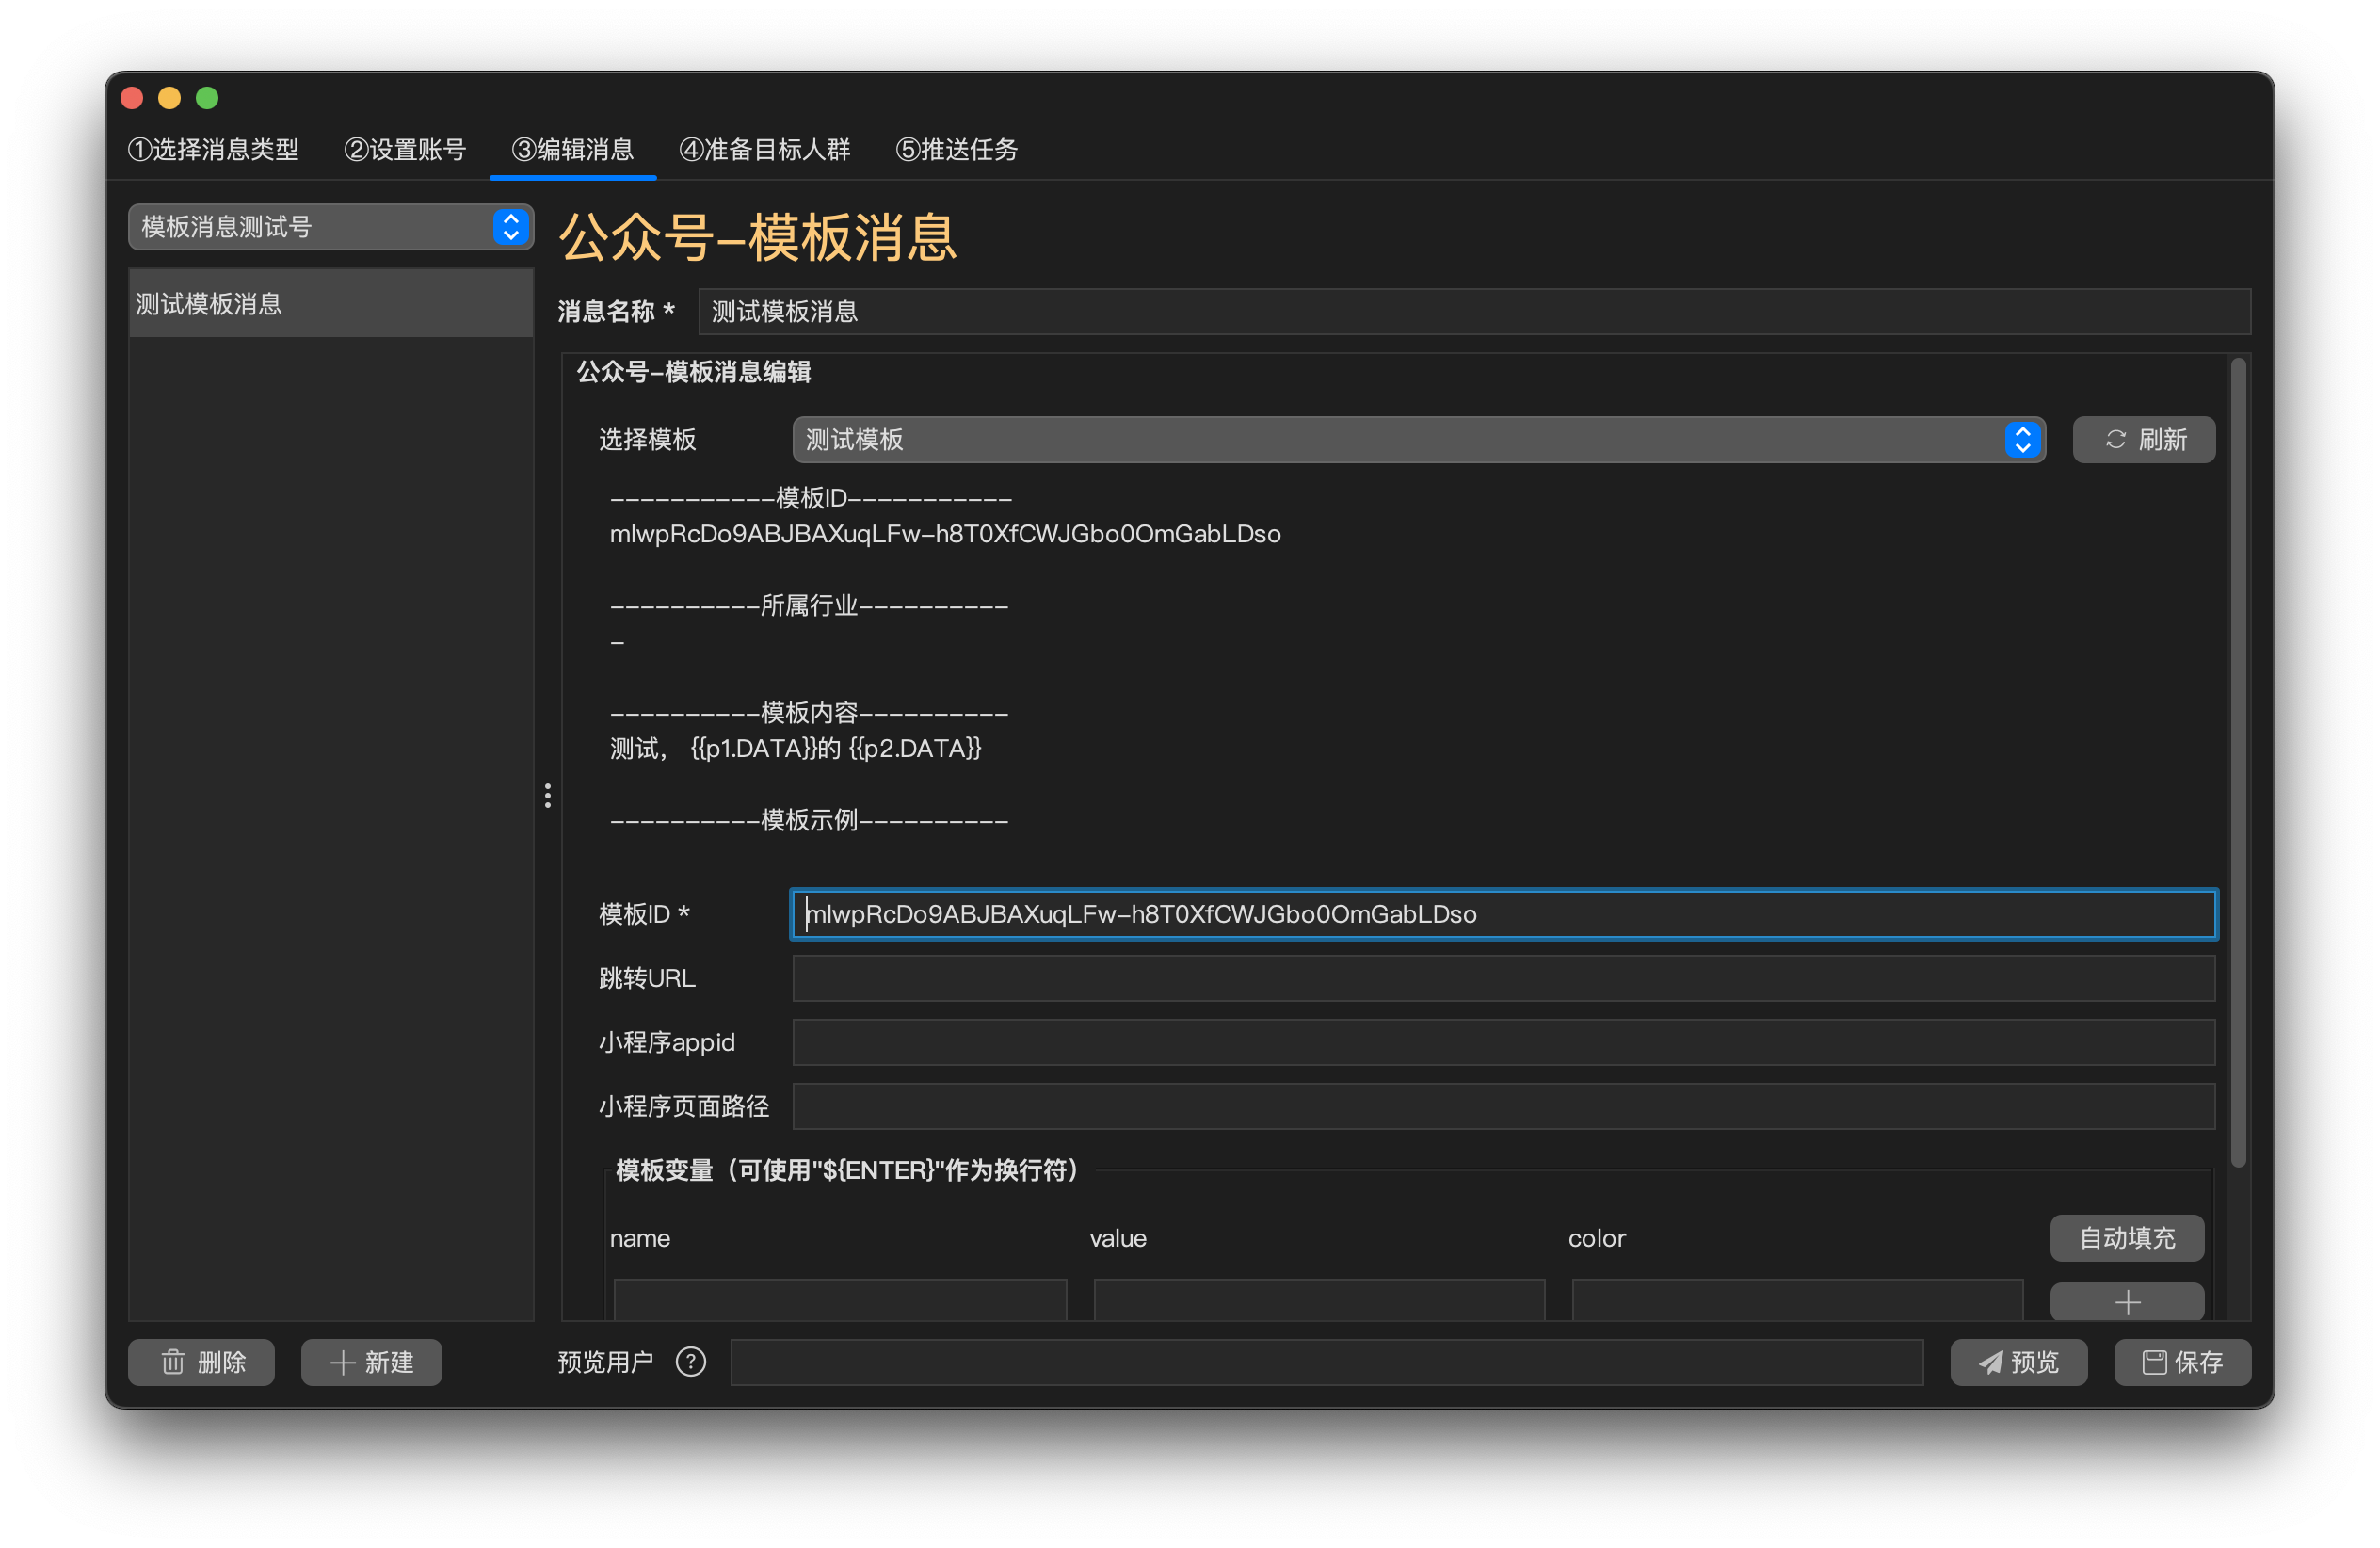 ①选择消息类型 ②设置账号 ③编辑消息 ④准备目标人群 ⑤推送任务
模板消息测试号
测试模板消息
公众号-模板消息
消息名称 * 测试模板消息
公众号-模板消息编辑
选择模板 测试模板 刷新
-----------模板ID-----------
mlwpRcDo9ABJBAXuqLFw-h8T0XfCWJGbo0OmGabLDso
----------所属行业----------
-
----------模板内容----------
测试， {{p1.DATA}}的 {{p2.DATA}}
----------模板示例----------
模板ID * mlwpRcDo9ABJBAXuqLFw-h8T0XfCWJGbo0OmGabLDso
跳转URL
小程序appid
小程序页面路径
模板变量（可使用"${ENTER}"作为换行符）
name value color 自动填充
删除 新建 预览用户 ? 预览 保存